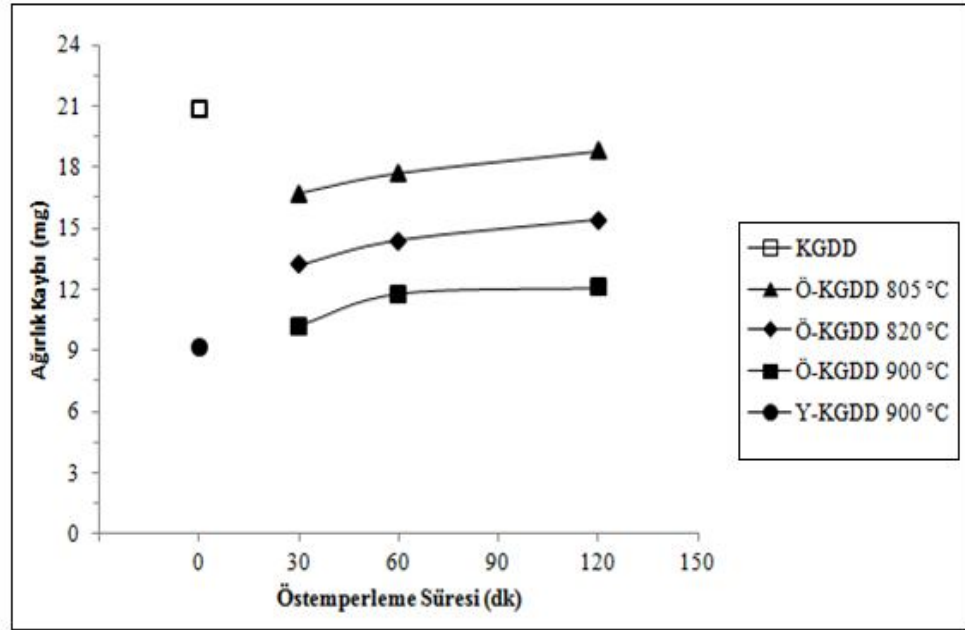 24
21
18
15
12
9
6
3
0
Ağırlık Kaybı (mg)
0 30 60 90 120 150
Östemperleme Süresi (dk)
KGDD
Ö-KGDD 805 °C
Ö-KGDD 820 °C
Ö-KGDD 900 °C
Y-KGDD 900 °C